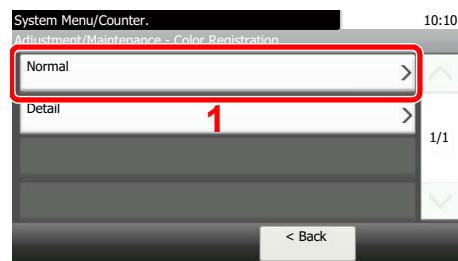 System Menu/Counter.
10:10
Adjustment/Maintenance - Color Registration
Normal
Detail
1
1/1
< Back